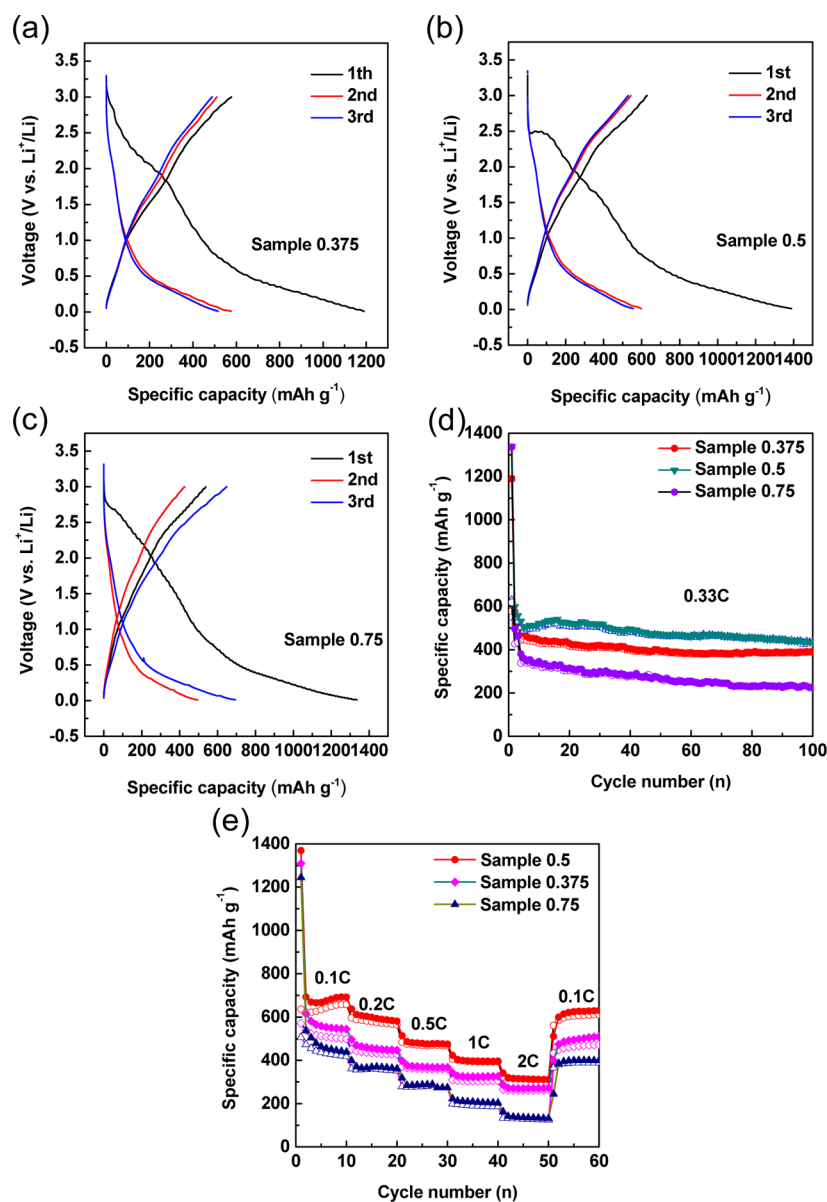 (a)
3.5
3.0
2.5
2.0
1.5
1.0
0.5
0.0
-0.5
Voltage (V vs. Li⁺/Li)
1th
2nd
3rd
Sample 0.375
0 200 400 600 800 1000 1200
Specific capacity (mAh g⁻¹)
(b)
3.5
3.0
2.5
2.0
1.5
1.0
0.5
0.0
-0.5
Voltage (V vs. Li⁺/Li)
1st
2nd
3rd
Sample 0.5
0 200 400 600 800 1000 1200 1400
Specific capacity (mAh g⁻¹)
(c)
3.5
3.0
2.5
2.0
1.5
1.0
0.5
0.0
-0.5
Voltage (V vs. Li⁺/Li)
1st
2nd
3rd
Sample 0.75
0 200 400 600 800 1000 1200 1400
Specific capacity (mAh g⁻¹)
(d)
1400
1200
1000
800
600
400
200
0
Specific capacity (mAh g⁻¹)
Sample 0.375
Sample 0.5
Sample 0.75
0.33C
0 20 40 60 80 100
Cycle number (n)
(e)
1400
1200
1000
800
600
400
200
0
Specific capacity (mAh g⁻¹)
Sample 0.5
Sample 0.375
Sample 0.75
0.1C
0.2C
0.5C
1C
2C
0.1C
0 10 20 30 40 50 60
Cycle number (n)